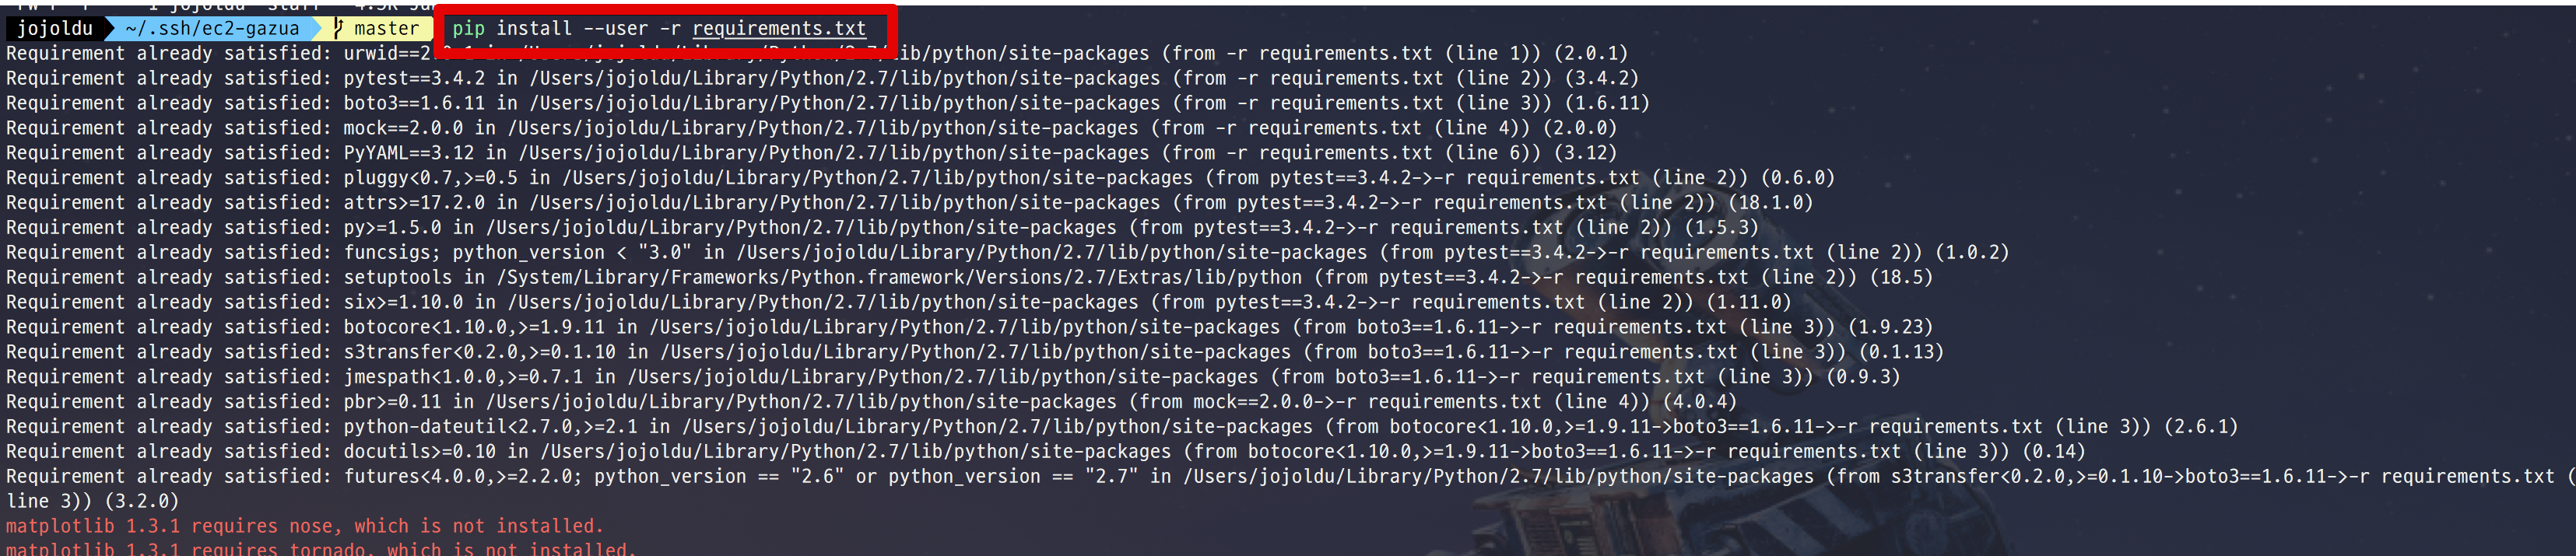 jojoldu ~/.ssh/ec2-gazua master pip install --user -r requirements.txt
Requirement already satisfied: in /Users/jojoldu/Library/Python/2.7/lib/python/site-packages (from -r requirements.txt (line 1)) (2.0.1)
Requirement already satisfied: pytest==3.4.2 in /Users/jojoldu/Library/Python/2.7/lib/python/site-packages (from -r requirements.txt (line 2)) (3.4.2)
Requirement already satisfied: boto3==1.6.11 in /Users/jojoldu/Library/Python/2.7/lib/python/site-packages (from -r requirements.txt (line 3)) (1.6.11)
Requirement already satisfied: mock==2.0.0 in /Users/jojoldu/Library/Python/2.7/lib/python/site-packages (from -r requirements.txt (line 4)) (2.0.0)
Requirement already satisfied: PyYAML==3.12 in /Users/jojoldu/Library/Python/2.7/lib/python/site-packages (from -r requirements.txt (line 6)) (3.12)
Requirement already satisfied: pluggy<0.7,>=0.5 in /Users/jojoldu/Library/Python/2.7/lib/python/site-packages (from pytest==3.4.2->-r requirements.txt (line 2)) (0.6.0)
Requirement already satisfied: attrs>=17.2.0 in /Users/jojoldu/Library/Python/2.7/lib/python/site-packages (from pytest==3.4.2->-r requirements.txt (line 2)) (18.1.0)
Requirement already satisfied: py>=1.5.0 in /Users/jojoldu/Library/Python/2.7/lib/python/site-packages (from pytest==3.4.2->-r requirements.txt (line 2)) (1.5.3)
Requirement already satisfied: funcsigs; python_version < "3.0" in /Users/jojoldu/Library/Python/2.7/lib/python/site-packages (from pytest==3.4.2->-r requirements.txt (line 2)) (1.0.2)
Requirement already satisfied: setuptools in /System/Library/Frameworks/Python.framework/Versions/2.7/Extras/lib/python (from pytest==3.4.2->-r requirements.txt (line 2)) (18.5)
Requirement already satisfied: six>=1.10.0 in /Users/jojoldu/Library/Python/2.7/lib/python/site-packages (from pytest==3.4.2->-r requirements.txt (line 2)) (1.11.0)
Requirement already satisfied: botocore<1.10.0,>=1.9.11 in /Users/jojoldu/Library/Python/2.7/lib/python/site-packages (from boto3==1.6.11->-r requirements.txt (line 3)) (1.9.23)
Requirement already satisfied: s3transfer<0.2.0,>=0.1.10 in /Users/jojoldu/Library/Python/2.7/lib/python/site-packages (from boto3==1.6.11->-r requirements.txt (line 3)) (0.1.13)
Requirement already satisfied: jmespath<1.0.0,>=0.7.1 in /Users/jojoldu/Library/Python/2.7/lib/python/site-packages (from boto3==1.6.11->-r requirements.txt (line 3)) (0.9.3)
Requirement already satisfied: pbr>=0.11 in /Users/jojoldu/Library/Python/2.7/lib/python/site-packages (from mock==2.0.0->-r requirements.txt (line 4)) (4.0.4)
Requirement already satisfied: python-dateutil<2.7.0,>=2.1 in /Users/jojoldu/Library/Python/2.7/lib/python/site-packages (from botocore<1.10.0,>=1.9.11->boto3==1.6.11->-r requirements.txt (line 3)) (2.6.1)
Requirement already satisfied: docutils>=0.10 in /Users/jojoldu/Library/Python/2.7/lib/python/site-packages (from botocore<1.10.0,>=1.9.11->boto3==1.6.11->-r requirements.txt (line 3)) (0.14)
Requirement already satisfied: futures<4.0.0,>=2.2.0; python_version == "2.6" or python_version == "2.7" in /Users/jojoldu/Library/Python/2.7/lib/python/site-packages (from s3transfer<0.2.0,>=0.1.10->boto3==1.6.11->-r requirements.txt (
line 3)) (3.2.0)
matplotlib 1.3.1 requires nose, which is not installed.
matplotlib 1.3.1 requires tornado, which is not installed.